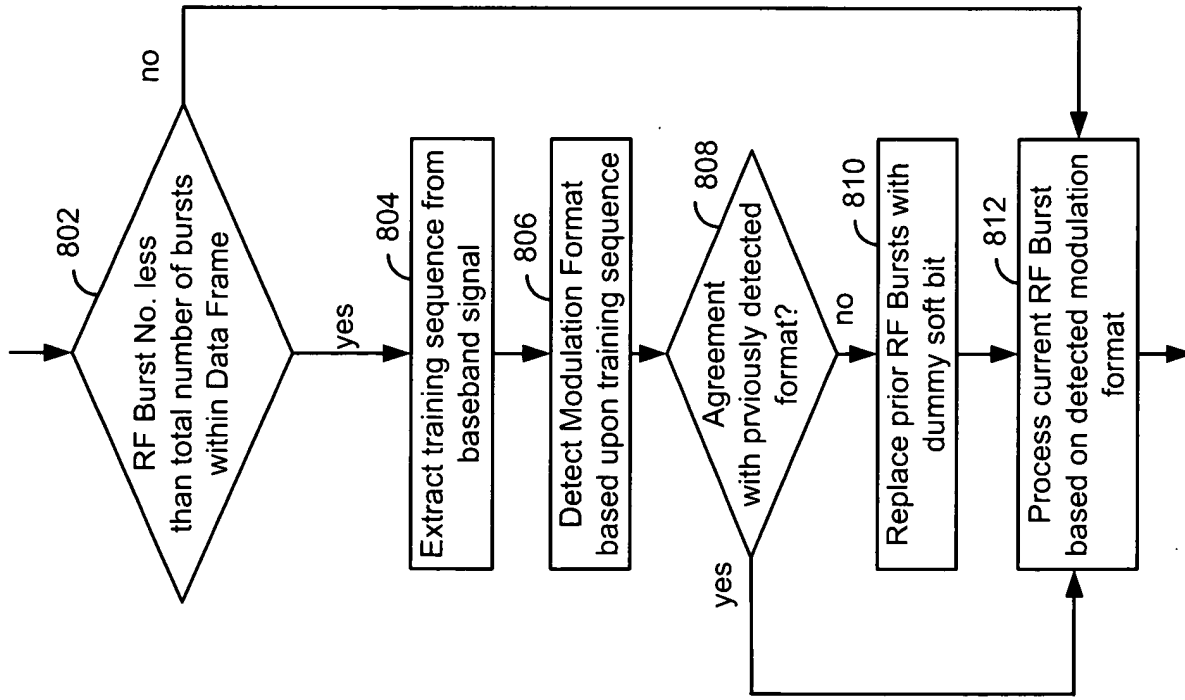 802
RF Burst No. less
than total number of bursts
within Data Frame
no
yes
804
Extract training sequence from
baseband signal
806
Detect Modulation Format
based upon training sequence
808
Agreement
with prviously detected
format?
yes
no
810
Replace prior RF Bursts with
dummy soft bit
812
Process current RF Burst
based on detected modulation
format